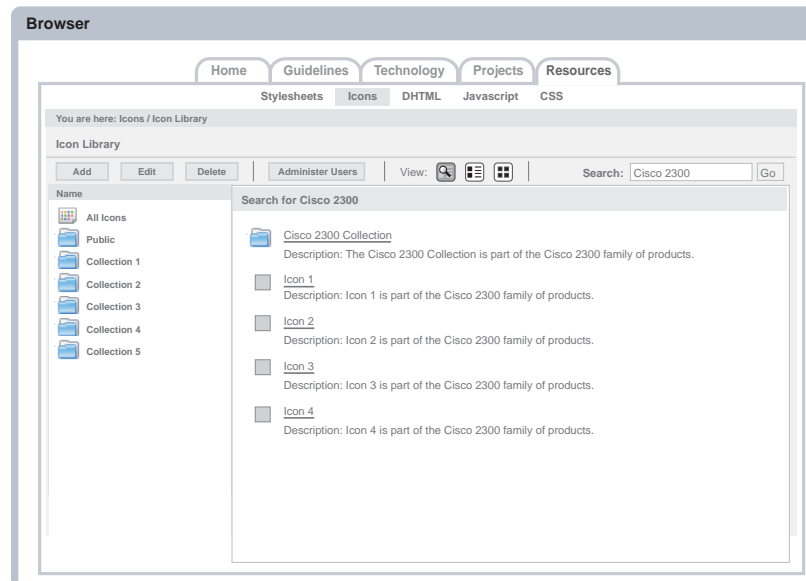 Browser
Home Guidelines Technology Projects Resources
Stylesheets Icons DHTML Javascript CSS
You are here: Icons / Icon Library
Icon Library
Add Edit Delete Administer Users View: Search: Cisco 2300 Go
Name
All Icons
Public
Collection 1
Collection 2
Collection 3
Collection 4
Collection 5
Search for Cisco 2300
Cisco 2300 Collection
Description: The Cisco 2300 Collection is part of the Cisco 2300 family of products.
Icon 1
Description: Icon 1 is part of the Cisco 2300 family of products.
Icon 2
Description: Icon 2 is part of the Cisco 2300 family of products.
Icon 3
Description: Icon 3 is part of the Cisco 2300 family of products.
Icon 4
Description: Icon 4 is part of the Cisco 2300 family of products.